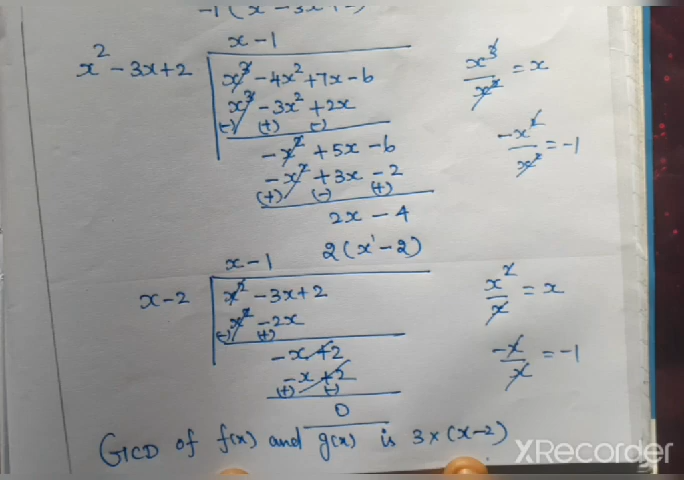 x - 1
x² - 3x + 2
x³ - 4x² + 7x - 6
x³ - 3x² + 2x
(-) (+) (-)
x³/x² = x
- x² + 5x - 6
- x² + 3x - 2
(+) (-) (+)
-x²/x² = -1
2x - 4
2(x - 2)
x - 1
x - 2
x² - 3x + 2
x² - 2x
(-) (+)
x²/x = x
-x + 2
-x + 2
(+) (-)
-x/x = -1
0
GCD of f(x) and g(x) is 3 × (x-2)
XRecorder